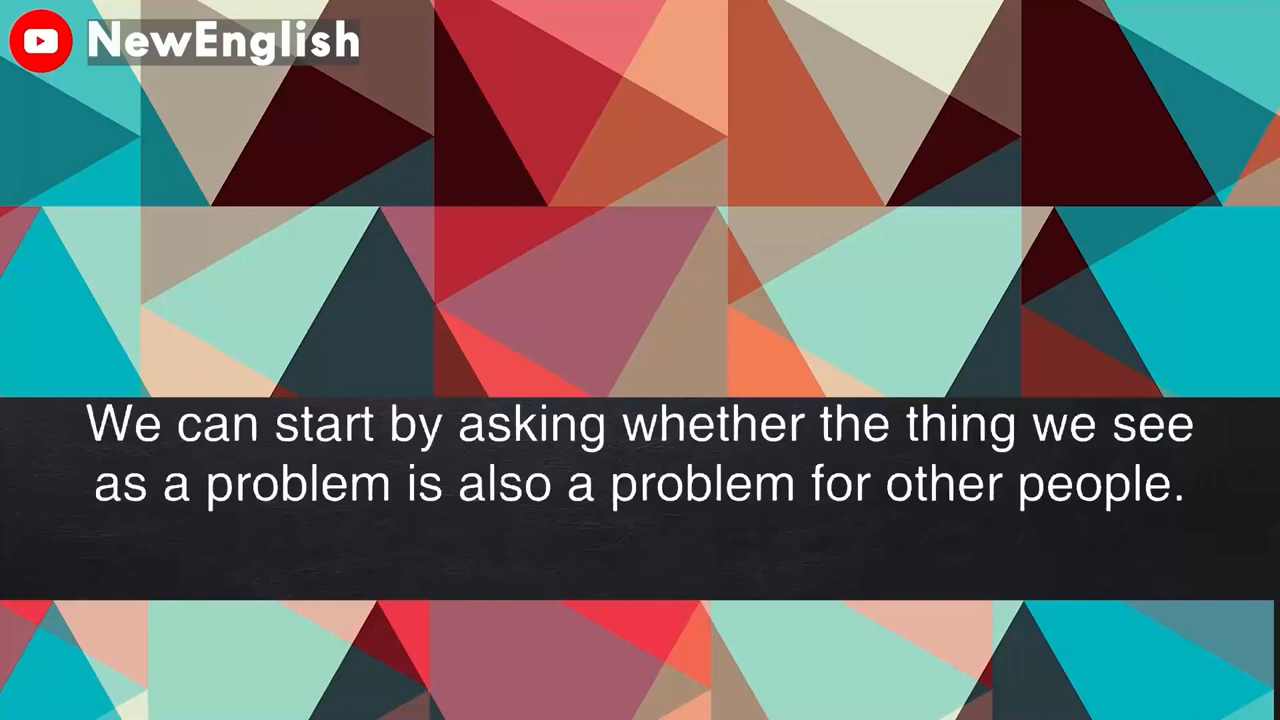 NewEnglish
We can start by asking whether the thing we see
as a problem is also a problem for other people.